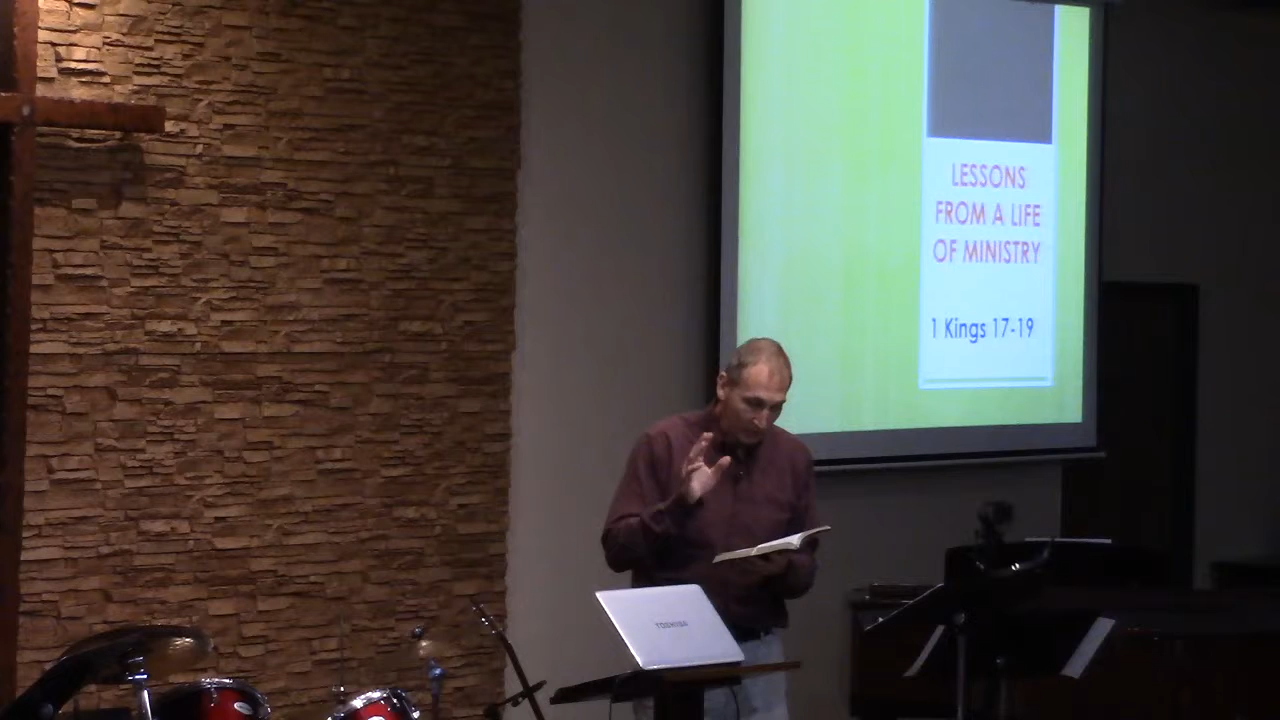 LESSONS
FROM A LIFE
OF MINISTRY
1 Kings 17-19
TOSHIBA